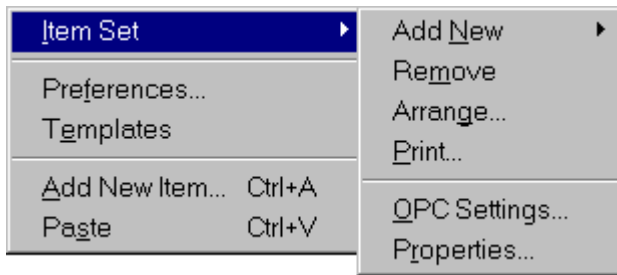 Item Set
Preferences...
Templates
Add New Item... Ctrl+A
Paste Ctrl+V
Add New
Remove
Arrange...
Print...
OPC Settings...
Properties...